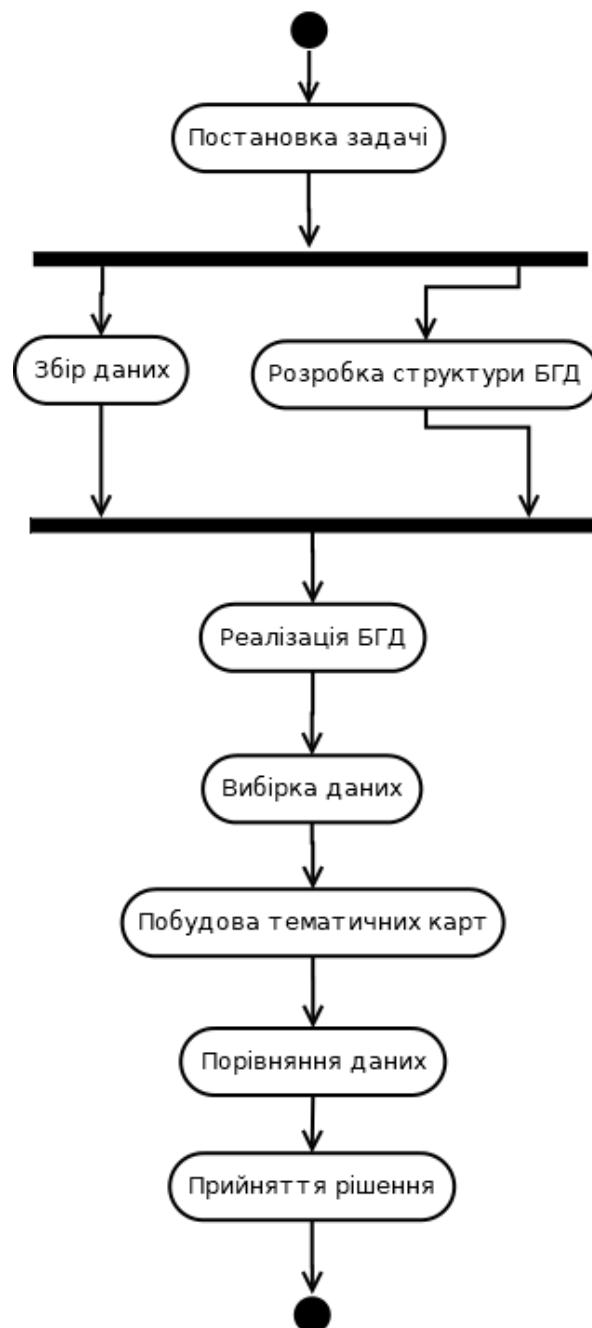 Постановка задачі
Збір даних
Розробка структури БГД
Реалізація БГД
Вибірка даних
Побудова тематичних карт
Порівняння даних
Прийняття рішення